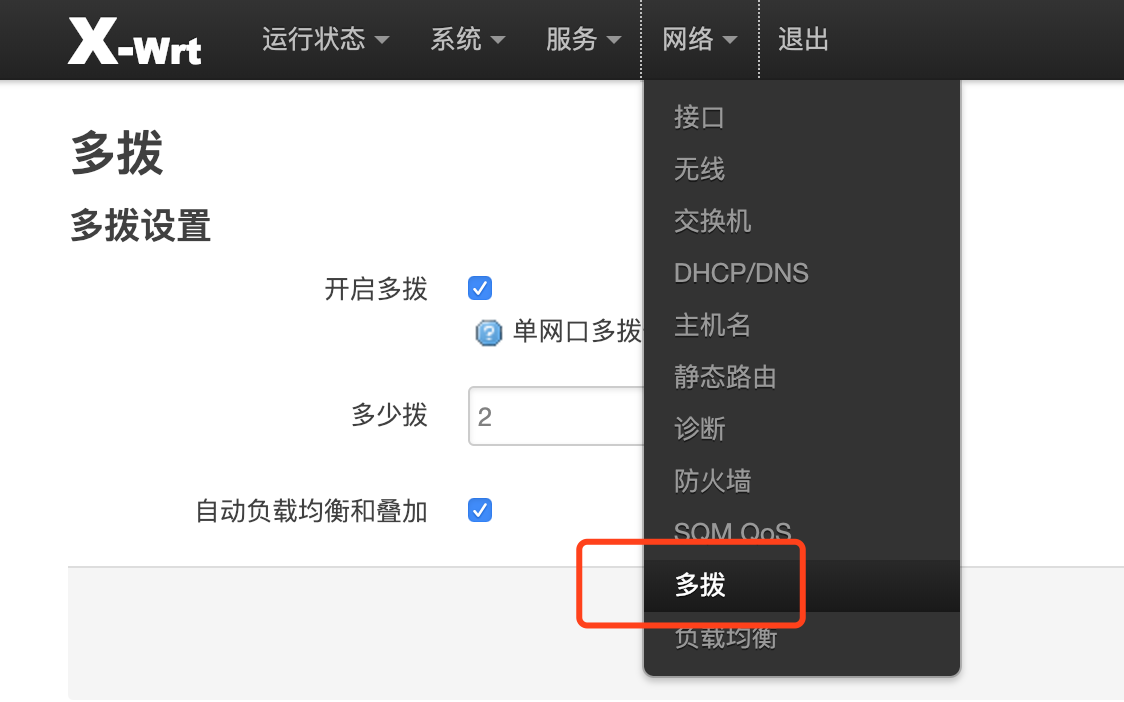 X-Wrt 运行状态 系统 服务 网络 退出
多拨
多拨设置
开启多拨
单网口多拨
多少拨 2
自动负载均衡和叠加
接口
无线
交换机
DHCP/DNS
主机名
静态路由
诊断
防火墙
SQM QoS
多拨
负载均衡